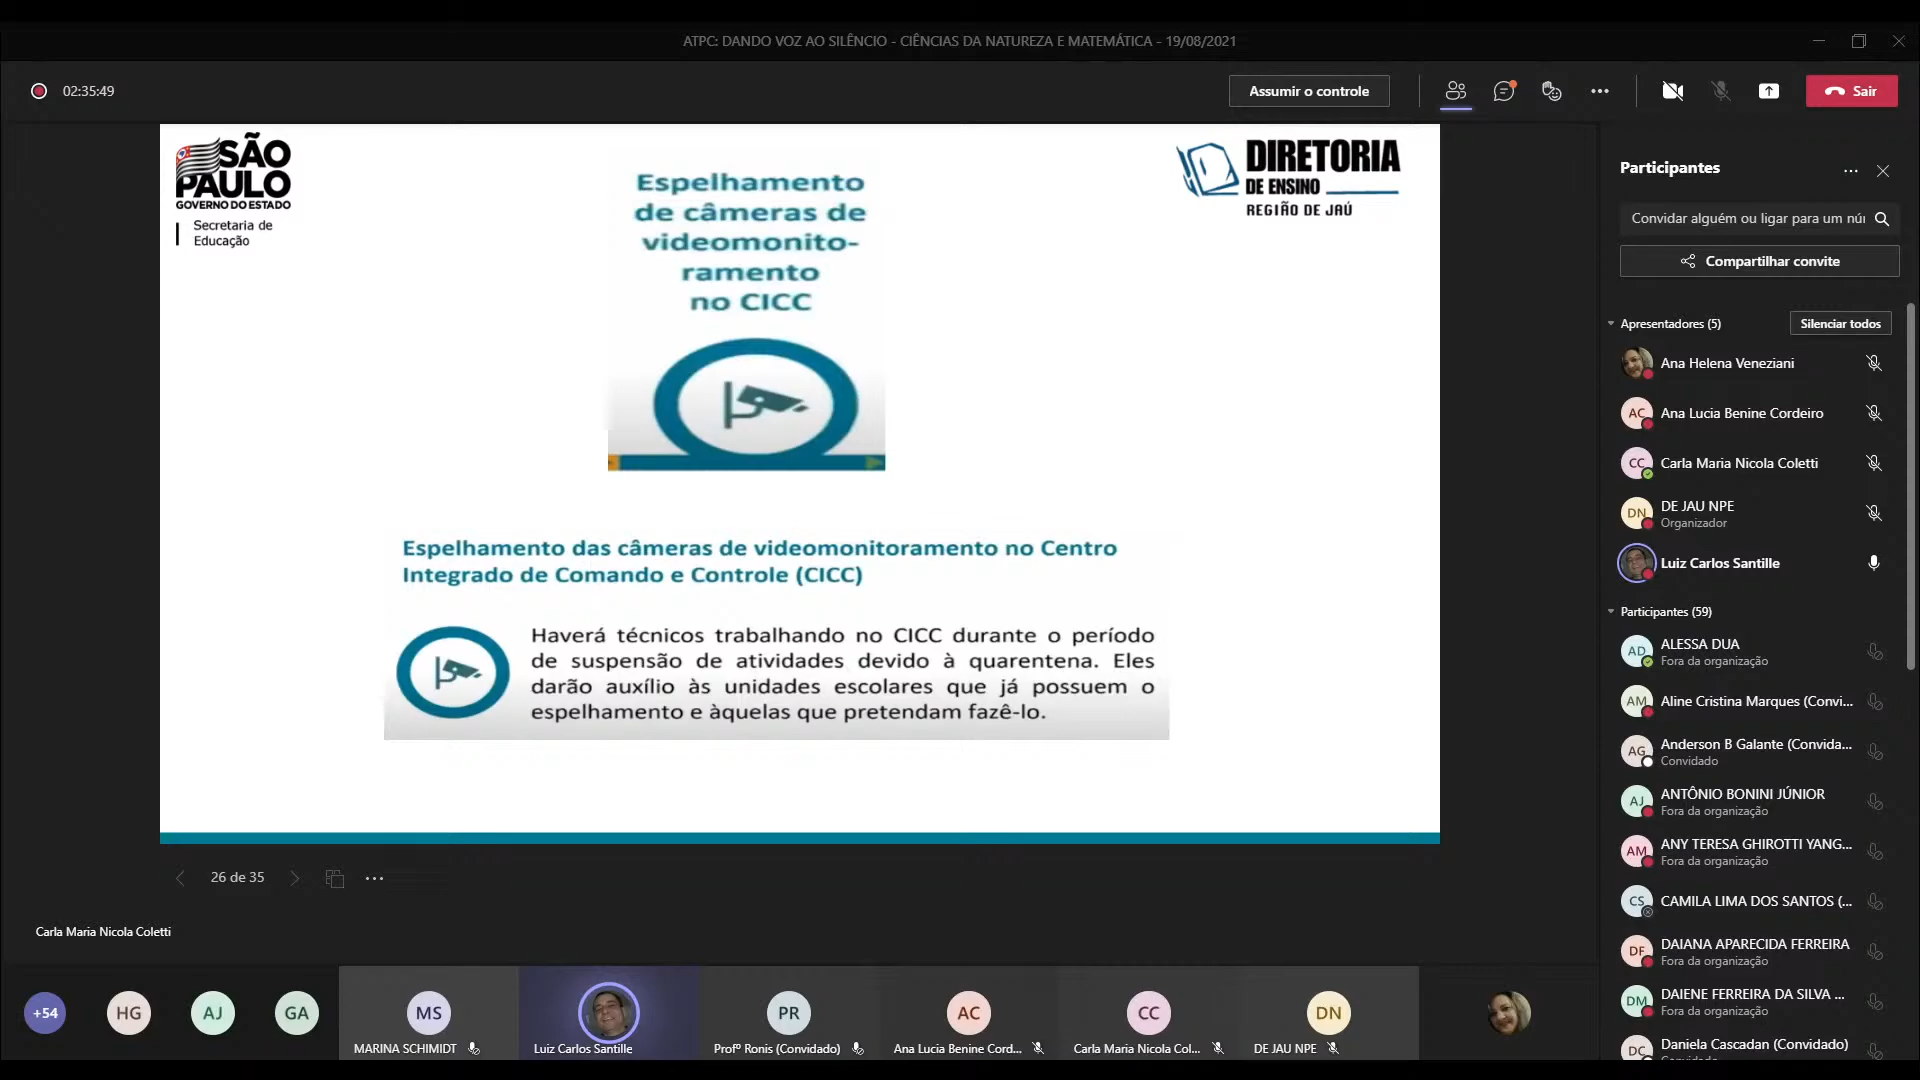 ATPC: DANDO VOZ AO SILÊNCIO - CIÊNCIAS DA NATUREZA E MATEMÁTICA - 19/08/2021
02:35:49
Assumir o controle
Sair
SÃO
PAULO
GOVERNO DO ESTADO
Secretaria de
Educação
DIRETORIA
DE ENSINO
REGIÃO DE JAÚ
Espelhamento
de câmeras de
videomonito-
ramento
no CICC
Espelhamento das câmeras de videomonitoramento no Centro
Integrado de Comando e Controle (CICC)
Haverá técnicos trabalhando no CICC durante o período
de suspensão de atividades devido à quarentena. Eles
darão auxílio às unidades escolares que já possuem o
espelhamento e àquelas que pretendam fazê-lo.
26 de 35
Carla Maria Nicola Coletti
Participantes
Convidar alguém ou ligar para um núi
Compartilhar convite
Apresentadores (5)
Silenciar todos
Ana Helena Veneziani
AC
Ana Lucia Benine Cordeiro
CC
Carla Maria Nicola Coletti
DN
DE JAU NPE
Organizador
Luiz Carlos Santille
Participantes (59)
AD
ALESSA DUA
Fora da organização
AM
Aline Cristina Marques (Convi...
AG
Anderson B Galante (Convida...
Convidado
AJ
ANTÔNIO BONINI JÚNIOR
Fora da organização
AM
ANY TERESA GHIROTTI YANG...
Fora da organização
CS
CAMILA LIMA DOS SANTOS (...
DF
DAIANA APARECIDA FERREIRA
Fora da organização
DM
DAIENE FERREIRA DA SILVA ...
Fora da organização
DC
Daniela Cascadan (Convidado)
Convidado
+54
HG
AJ
GA
MS
MARINA SCHIMIDT
Luiz Carlos Santille
PR
Profº Ronis (Convidado)
AC
Ana Lucia Benine Cord...
CC
Carla Maria Nicola Col...
DN
DE JAU NPE